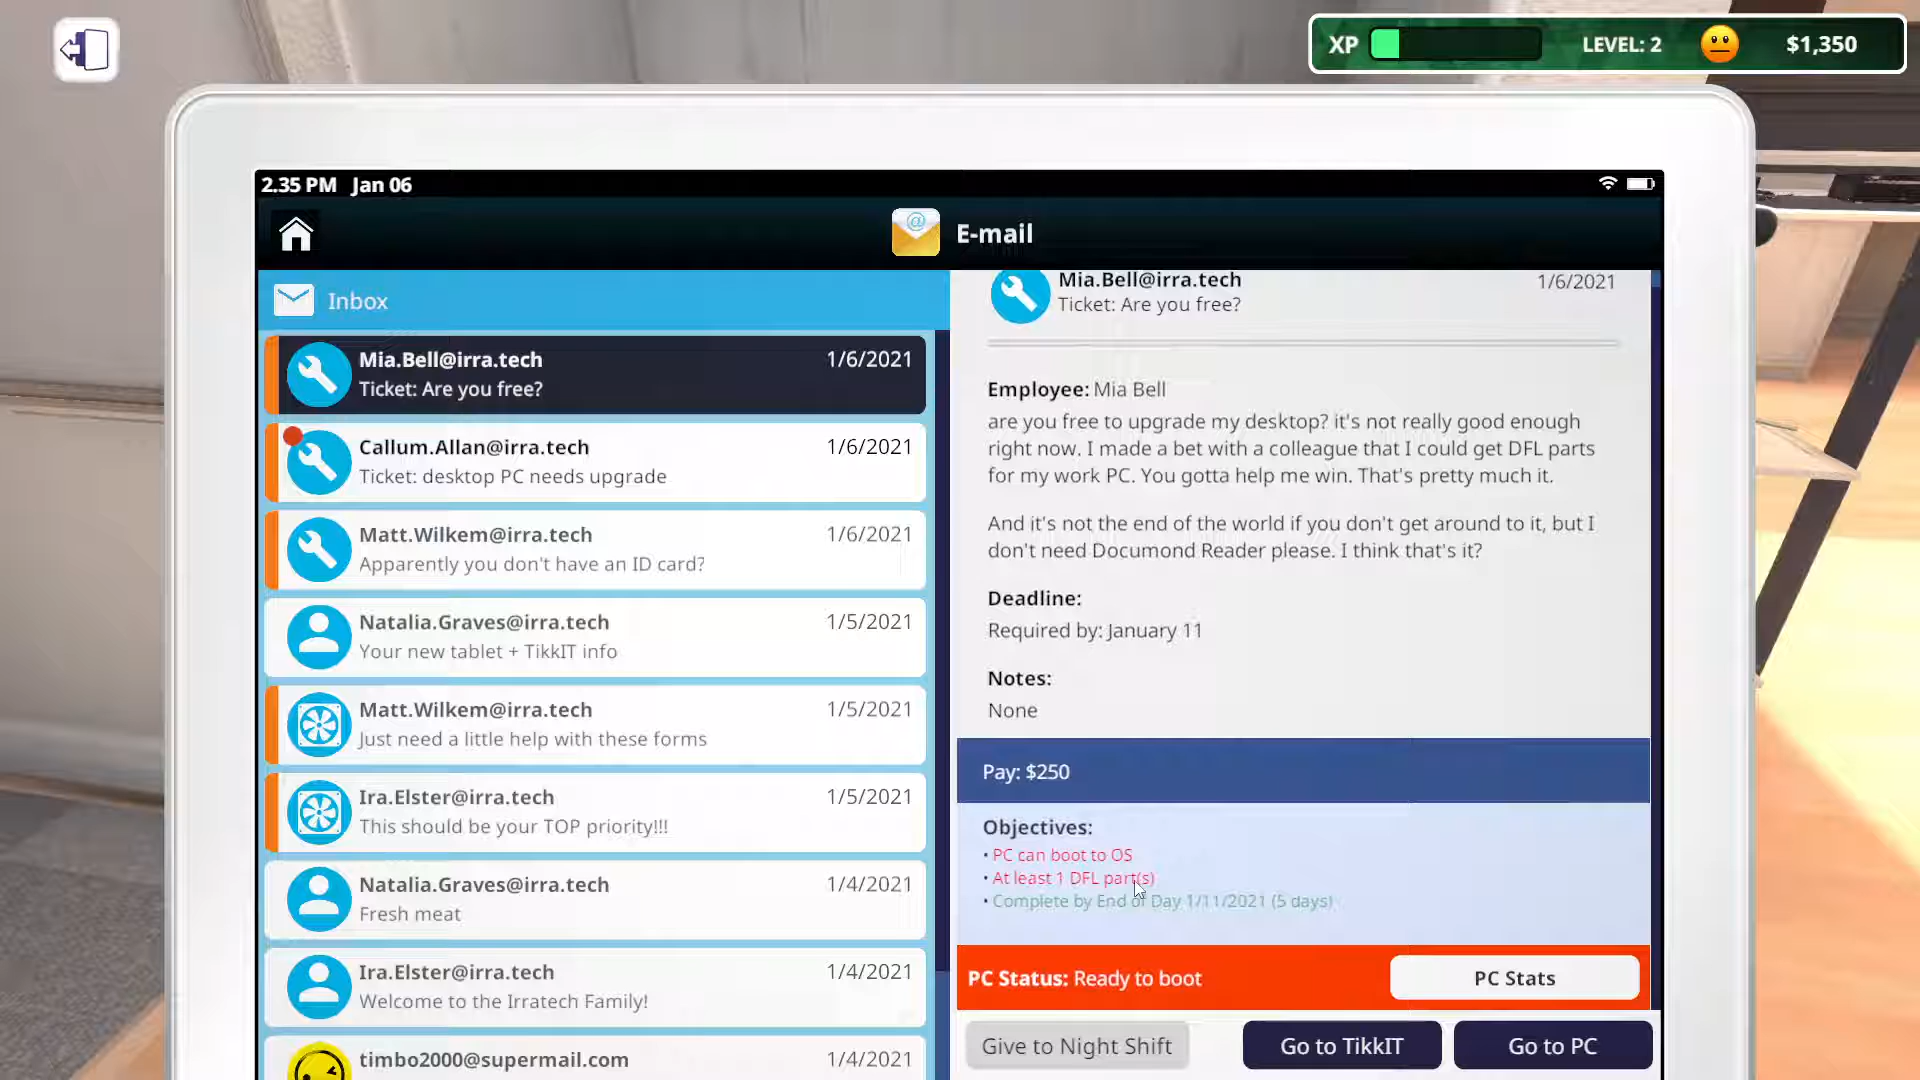 XP
LEVEL: 2
$1,350
2.35 PM Jan 06
E-mail
Inbox
Mia.Bell@irra.tech 1/6/2021
Ticket: Are you free?
Callum.Allan@irra.tech 1/6/2021
Ticket: desktop PC needs upgrade
Matt.Wilkem@irra.tech 1/6/2021
Apparently you don't have an ID card?
Natalia.Graves@irra.tech 1/5/2021
Your new tablet + TikkIT info
Matt.Wilkem@irra.tech 1/5/2021
Just need a little help with these forms
Ira.Elster@irra.tech 1/5/2021
This should be your TOP priority!!!
Natalia.Graves@irra.tech 1/4/2021
Fresh meat
Ira.Elster@irra.tech 1/4/2021
Welcome to the Irratech Family!
timbo2000@supermail.com 1/4/2021
Mia.Bell@irra.tech 1/6/2021
Ticket: Are you free?
Employee: Mia Bell
are you free to upgrade my desktop? it's not really good enough
right now. I made a bet with a colleague that I could get DFL parts
for my work PC. You gotta help me win. That's pretty much it.
And it's not the end of the world if you don't get around to it, but I
don't need Documond Reader please. I think that's it?
Deadline:
Required by: January 11
Notes:
None
Pay: $250
Objectives:
• PC can boot to OS
• At least 1 DFL part(s)
• Complete by End of Day 1/11/2021 (5 days)
PC Status: Ready to boot
PC Stats
Give to Night Shift
Go to TikkIT
Go to PC